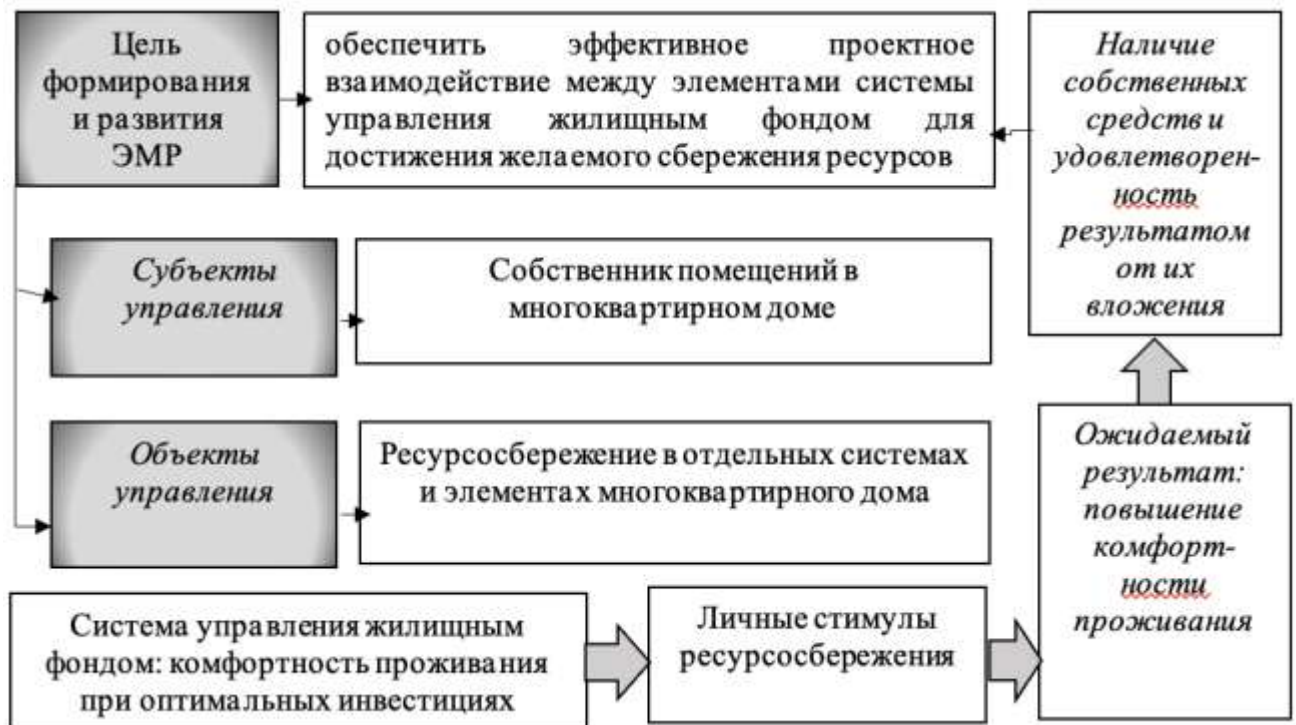 Цель
формирования
и развития
ЭМР
обеспечить эффективное проектное
взаимодействие между элементами системы
управления жилищным фондом для
достижения желаемого сбережения ресурсов
Наличие
собственных
средств и
удовлетворен-
ность
результатом
от их
вложения
Субъекты
управления
Собственник помещений в
многоквартирном доме
Объекты
управления
Ресурсосбережение в отдельных системах
и элементах многоквартирного дома
Ожидаемый
результат:
повышение
комфорт-
ности
проживания
Система управления жилищным
фондом: комфортность проживания
при оптимальных инвестициях
Личные стимулы
ресурсосбережения